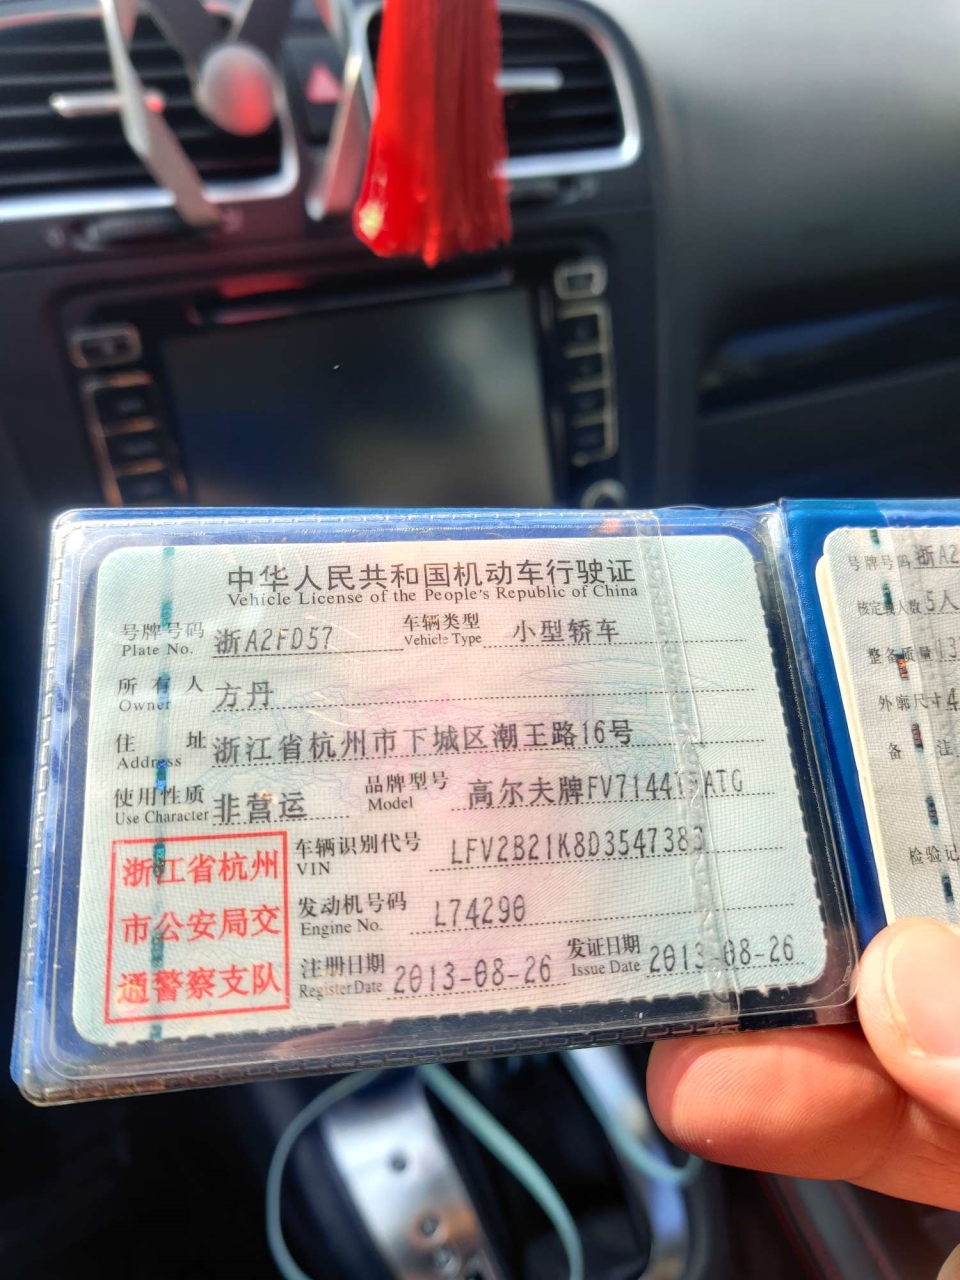 中华人民共和国机动车行驶证
Vehicle License of the People's Republic of China
号牌号码 浙A2FD57 车辆类型 小型轿车
Plate No. Vehicle Type
所有人 方丹
Owner
住址 浙江省杭州市下城区潮王路16号
Address
使用性质 非营运 品牌型号 高尔夫牌FV7144 ATG
Use Character Model
浙江省杭州
市公安局交
通警察支队
车辆识别代号 LFV2B21K8D3547383
VIN
发动机号码 L74290
Engine No.
注册日期 2013-08-26 发证日期 2013-08-26
Register Date Issue Date
号牌号码 浙A2
核定载人数 5人
整备质量 13
外廓尺寸 4
备注
检验记